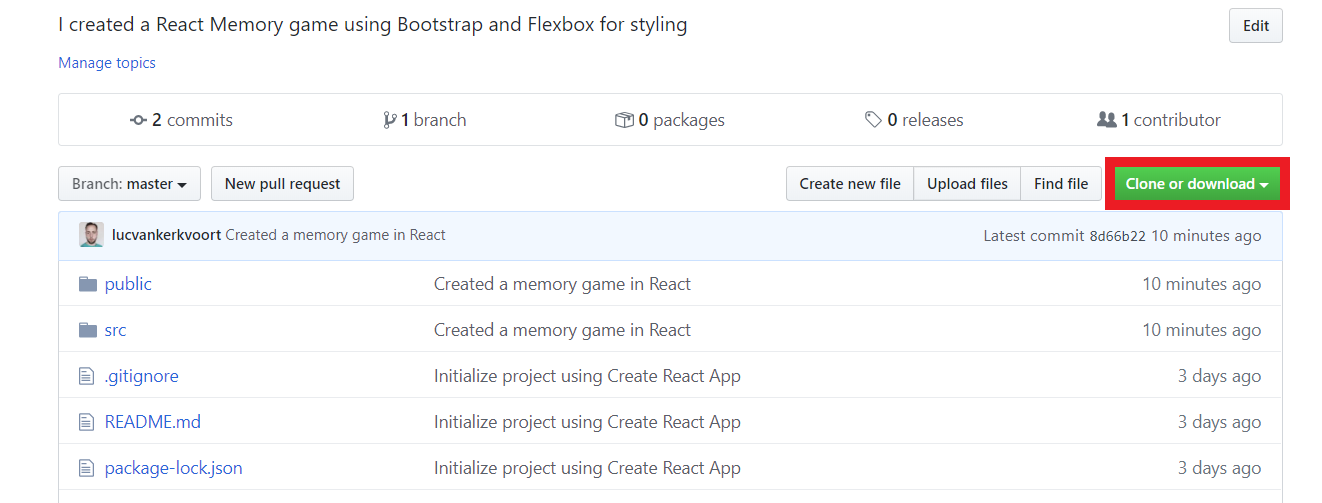 I created a React Memory game using Bootstrap and Flexbox for styling
Edit
Manage topics
2 commits 1 branch 0 packages 0 releases 1 contributor
Branch: master New pull request Create new file Upload files Find file Clone or download
lucvankerkvoort Created a memory game in React Latest commit 8d66b22 10 minutes ago
public Created a memory game in React 10 minutes ago
src Created a memory game in React 10 minutes ago
.gitignore Initialize project using Create React App 3 days ago
README.md Initialize project using Create React App 3 days ago
package-lock.json Initialize project using Create React App 3 days ago